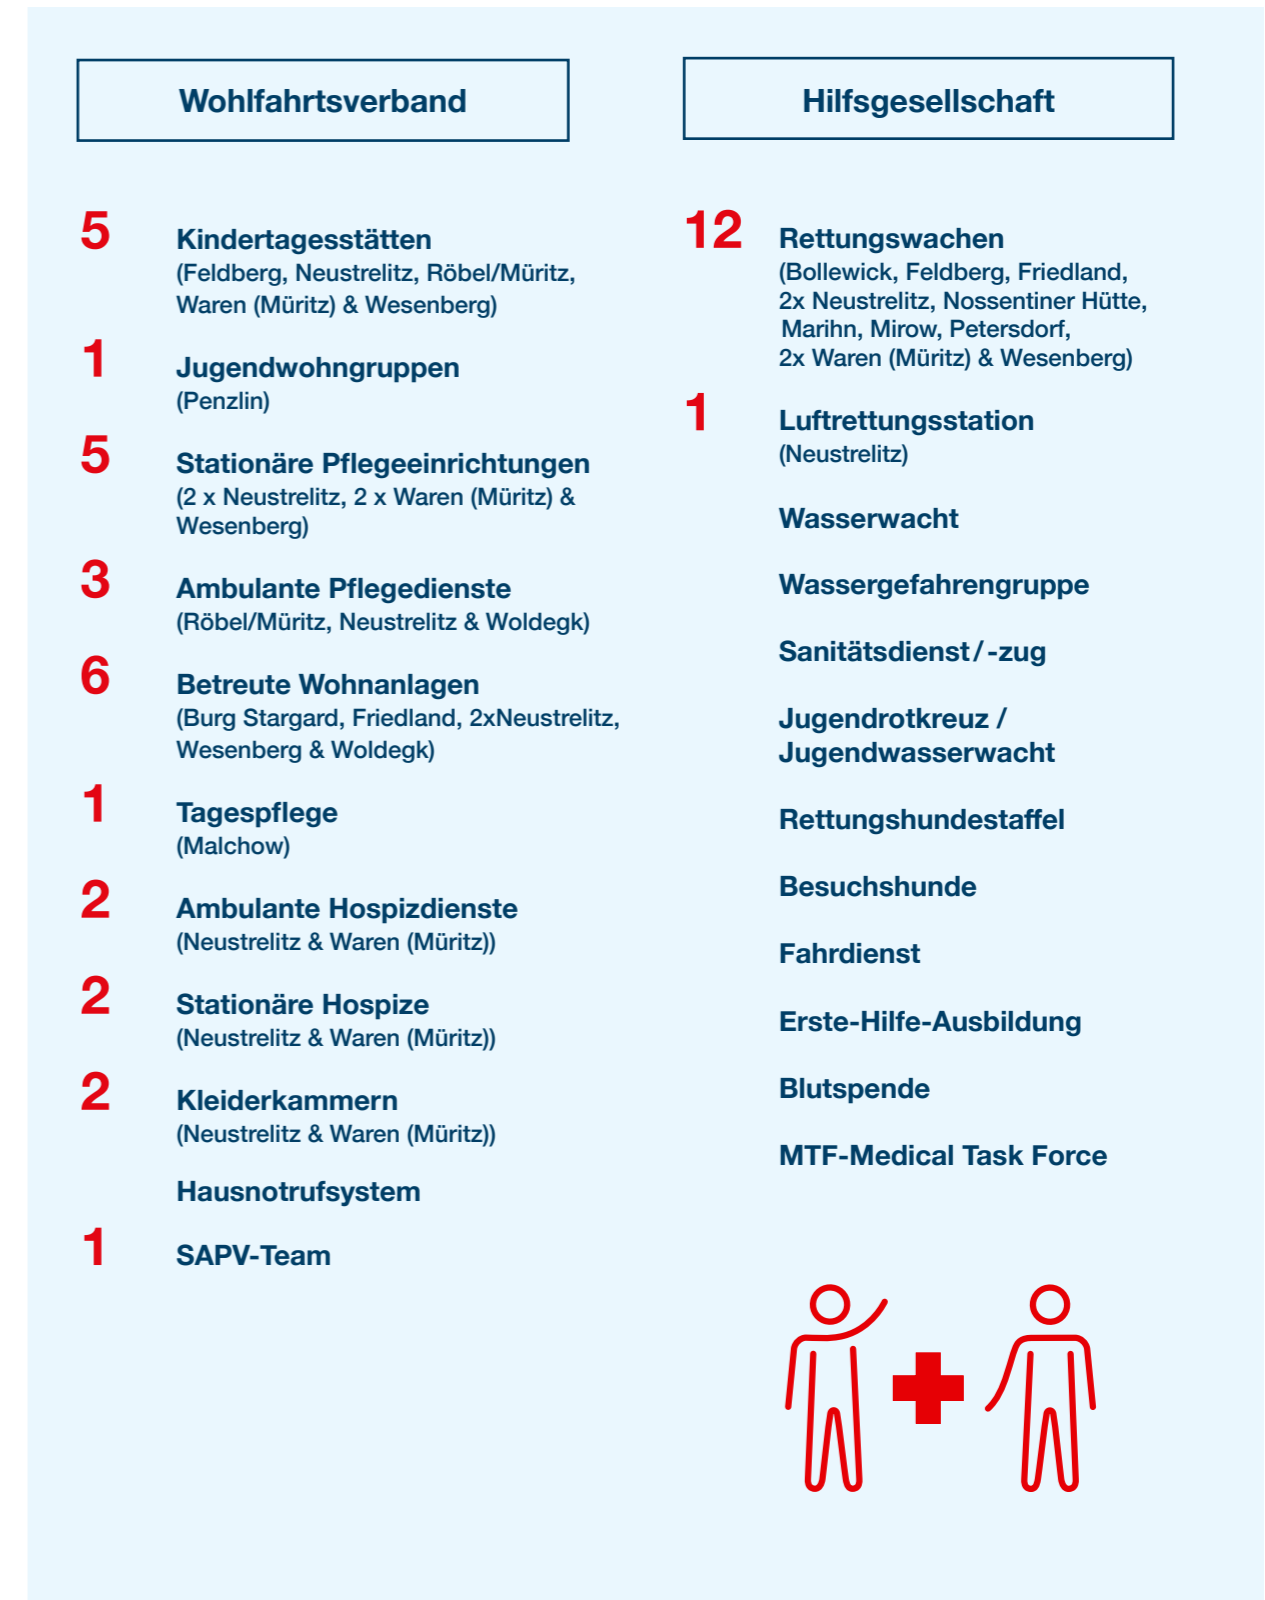 Wohlfahrtsverband
5 Kindertagesstätten
(Feldberg, Neustrelitz, Röbel/Müritz,
Waren (Müritz) & Wesenberg)
1 Jugendwohngruppen
(Penzlin)
5 Stationäre Pflegeeinrichtungen
(2 x Neustrelitz, 2 x Waren (Müritz) &
Wesenberg)
3 Ambulante Pflegedienste
(Röbel/Müritz, Neustrelitz & Woldegk)
6 Betreute Wohnanlagen
(Burg Stargard, Friedland, 2xNeustrelitz,
Wesenberg & Woldegk)
1 Tagespflege
(Malchow)
2 Ambulante Hospizdienste
(Neustrelitz & Waren (Müritz))
2 Stationäre Hospize
(Neustrelitz & Waren (Müritz))
2 Kleiderkammern
(Neustrelitz & Waren (Müritz))
Hausnotrufsystem
1 SAPV-Team
Hilfsgesellschaft
12 Rettungswachen
(Bollewick, Feldberg, Friedland,
2x Neustrelitz, Nossentiner Hütte,
Marihn, Mirow, Petersdorf,
2x Waren (Müritz) & Wesenberg)
1 Luftrettungsstation
(Neustrelitz)
Wasserwacht
Wassergefahrengruppe
Sanitätsdienst/-zug
Jugendrotkreuz /
Jugendwasserwacht
Rettungshundestaffel
Besuchshunde
Fahrdienst
Erste-Hilfe-Ausbildung
Blutspende
MTF-Medical Task Force